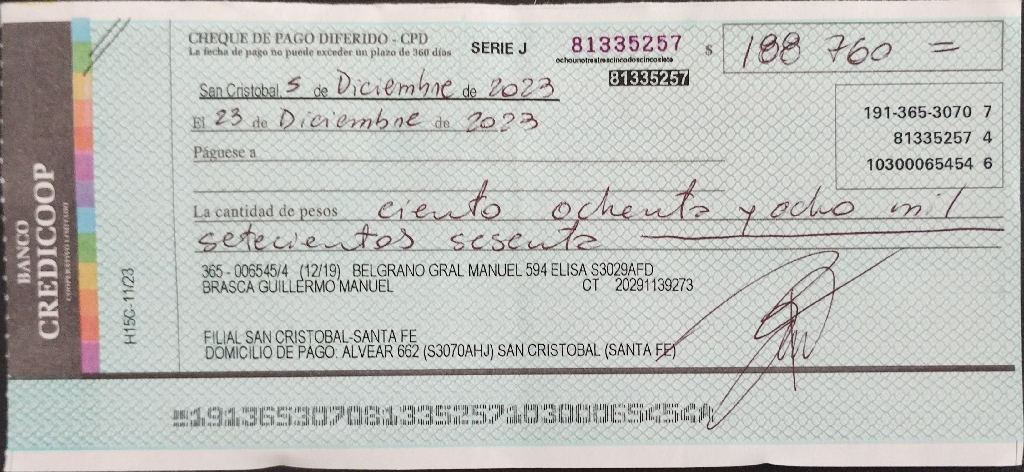 BANCO
CREDICOOP
COOPERATIVO LIMITADO
H15C-11/23
CHEQUE DE PAGO DIFERIDO - CPD
La fecha de pago no puede exceder un plazo de 360 días
SERIE J
81335257
ochounotrestrescincodoscincosiete
81335257
$ 188 760 =
San Cristobal, 5 de Diciembre de 2023
El 23 de Diciembre de 2023
191-365-3070 7
81335257 4
10300065454 6
Páguese a
La cantidad de pesos ciento ochenta y ocho mil
setecientos sesenta
365 - 006545/4 (12/19) BELGRANO GRAL MANUEL 594 ELISA S3029AFD
BRASCA GUILLERMO MANUEL CT 20291139273
FILIAL SAN CRISTOBAL-SANTA FE
DOMICILIO DE PAGO: ALVEAR 662 (S3070AHJ) SAN CRISTOBAL (SANTA FE)
19136530708133525710300065454